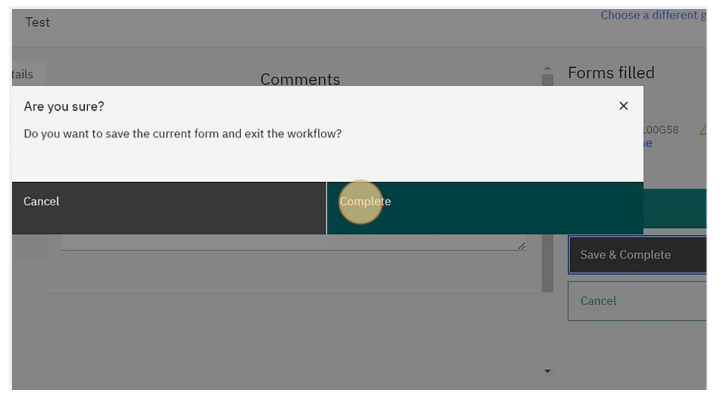 Test
Choose a different g
tails
Comments
Forms filled
Are you sure?
Do you want to save the current form and exit the workflow?
.00G58
e
Cancel
Complete
Save & Complete
Cancel